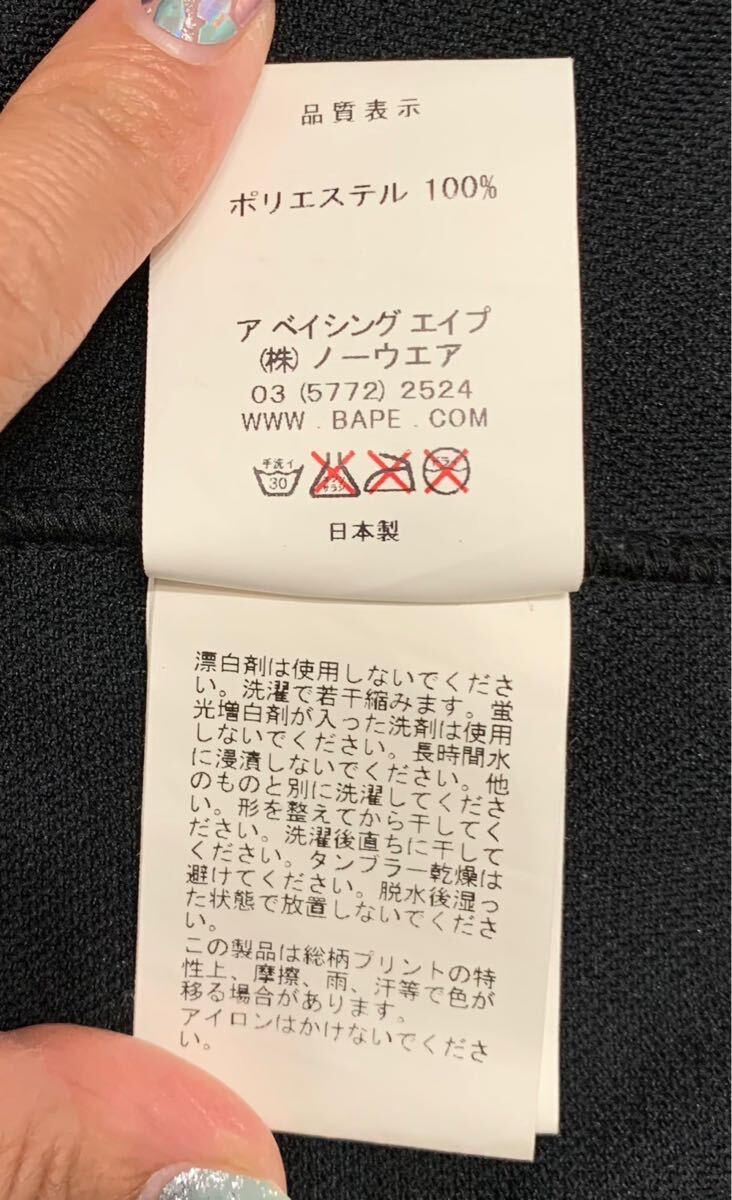 品質表示
ポリエステル 100%
ア ベイシング エイプ
(株) ノーウエア
03 (5772) 2524
WWW . BAPE . COM
手洗イ
30
エンソ
サラシ
ドライ
日本製
漂白剤は使用しないでくださ
い。洗濯で若干縮みます。蛍
光増白剤が入った洗剤は使用
しないでください。長時間水
に浸漬しないでください。他
のものと別に洗濯してくださ
い。形を整えてから干してく
ださい。洗濯後直ちに干して
ください。タンブラー乾燥は
避けてください。脱水後湿っ
た状態で放置しないでくださ
い。
この製品は総柄プリントの特
性上、摩擦、雨、汗等で色が
移る場合があります。
アイロンはかけないでくださ
い。